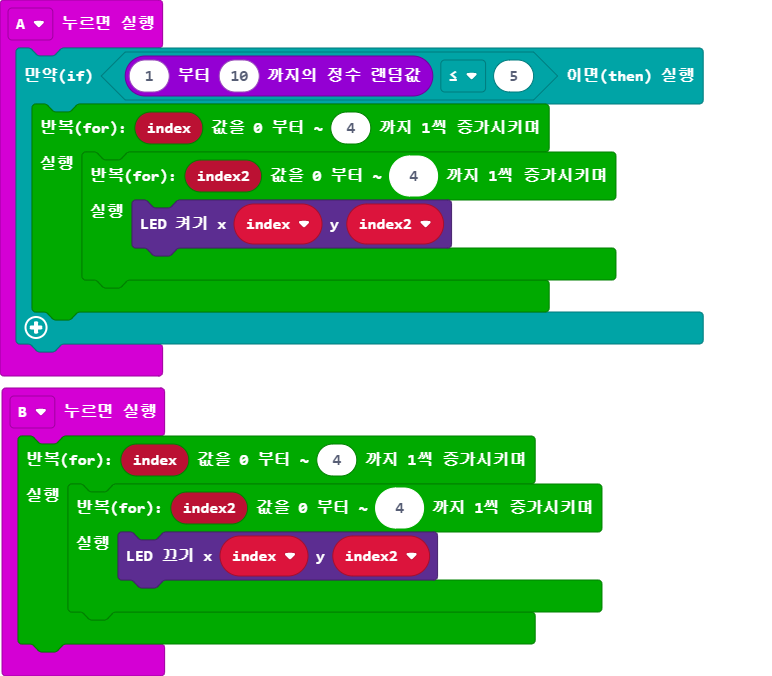 A 누르면 실행
만약(if) 1 부터 10 까지의 정수 랜덤값 ≤ 5 이면(then) 실행
반복(for): index 값을 0 부터 ~ 4 까지 1씩 증가시키며
실행
반복(for): index2 값을 0 부터 ~ 4 까지 1씩 증가시키며
실행
LED 켜기 x index y index2
B 누르면 실행
반복(for): index 값을 0 부터 ~ 4 까지 1씩 증가시키며
실행
반복(for): index2 값을 0 부터 ~ 4 까지 1씩 증가시키며
실행
LED 끄기 x index y index2